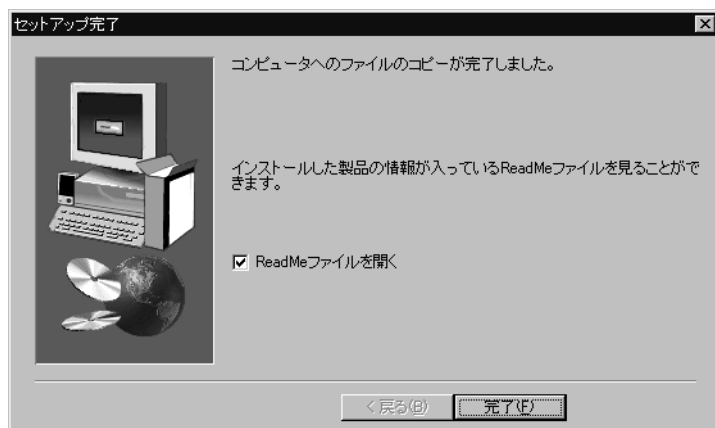 セットアップ完了
コンピュータへのファイルのコピーが完了しました。
インストールした製品の情報が入っているReadMeファイルを見ることがで
きます。
ReadMeファイルを開く
< 戻る(B)
完了(F)